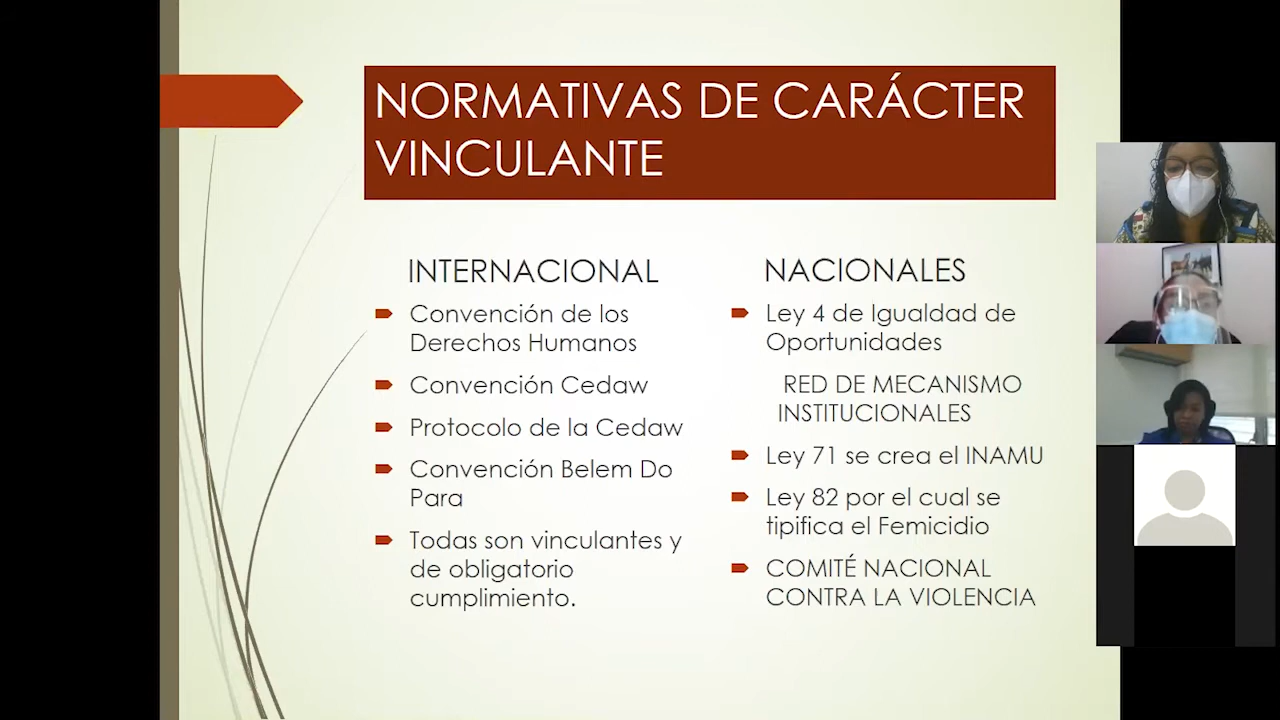 NORMATIVAS DE CARÁCTER
VINCULANTE
INTERNACIONAL
Convención de los
Derechos Humanos
Convención Cedaw
Protocolo de la Cedaw
Convención Belem Do
Para
Todas son vinculantes y
de obligatorio
cumplimiento.
NACIONALES
Ley 4 de Igualdad de
Oportunidades
RED DE MECANISMO
INSTITUCIONALES
Ley 71 se crea el INAMU
Ley 82 por el cual se
tipifica el Femicidio
COMITÉ NACIONAL
CONTRA LA VIOLENCIA